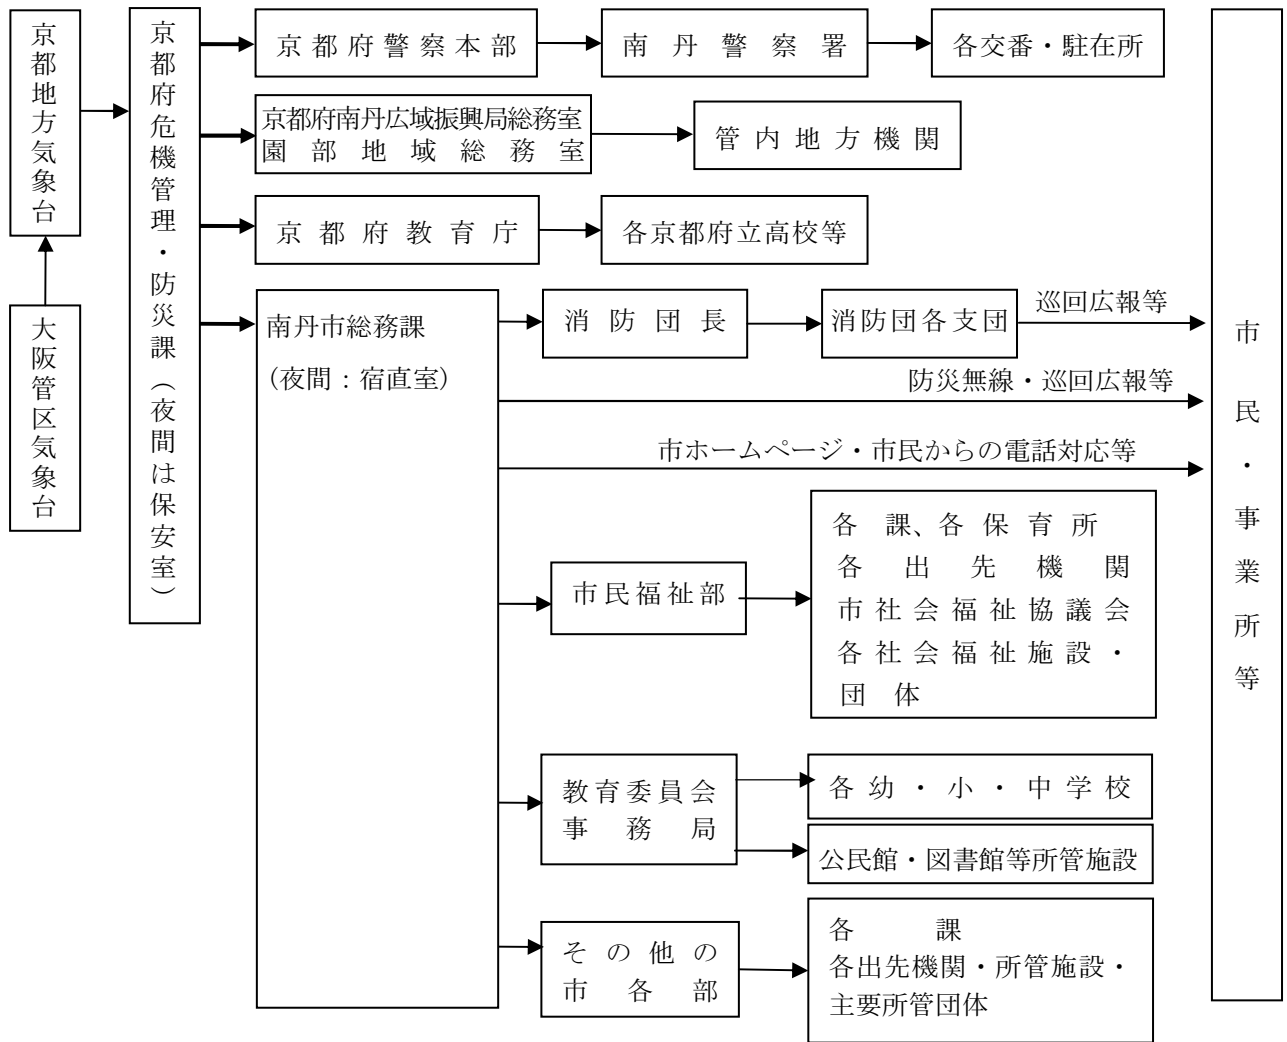 京都地方気象台
大阪管区気象台
京都府危機管理・防災課（夜間は保安室）
京都府警察本部
南丹警察署
各交番・駐在所
京都府南丹広域振興局総務室
園部地域総務室
管内地方機関
京都府教育庁
各京都府立高校等
南丹市総務課
(夜間：宿直室)
消防団長
消防団各支団
巡回広報等
防災無線・巡回広報等
市ホームページ・市民からの電話対応等
市民福祉部
各課、各保育所
各出先機関
市社会福祉協議会
各社会福祉施設・
団体
教育委員会
事務局
各幼・小・中学校
公民館・図書館等所管施設
その他の
市各部
各課
各出先機関・所管施設・
主要所管団体
市民・事業所等